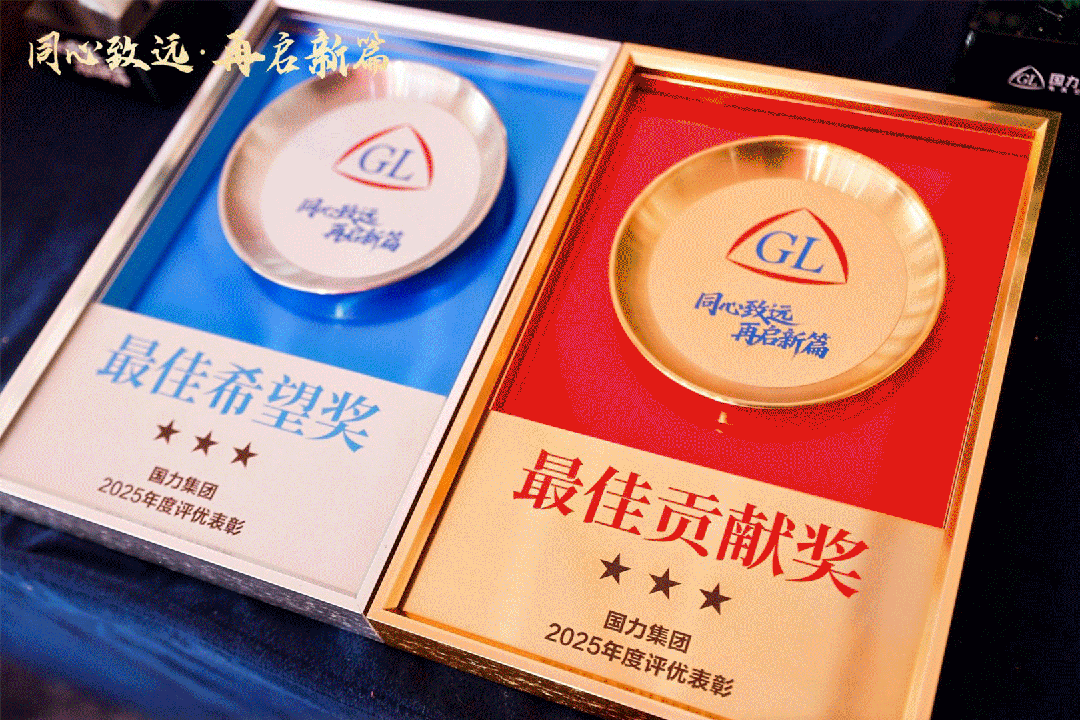 同心致远·再启新篇
GL
同心致远
再启新篇
最佳希望奖
国力集团
2025年度评优表彰
GL
同心致远
再启新篇
最佳贡献奖
国力集团
2025年度评优表彰
GL 国力